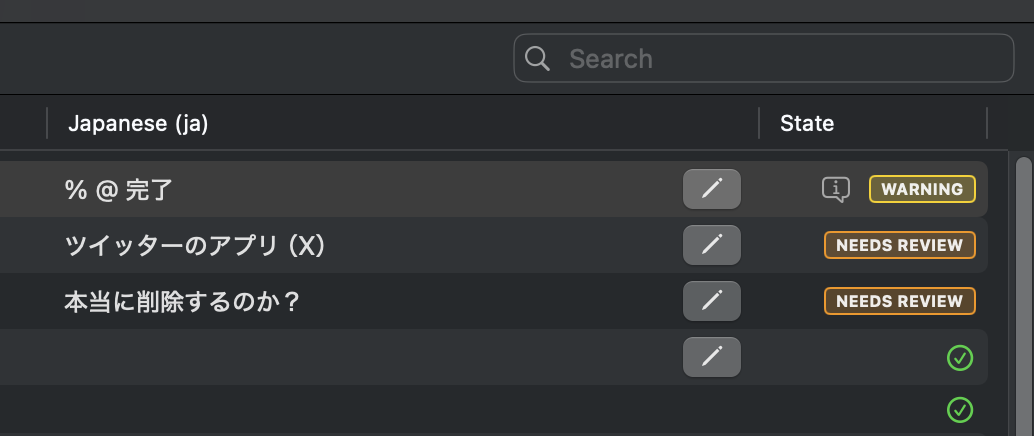 Search
Japanese (ja)
State
% @ 完了
WARNING
ツイッターのアプリ（X）
NEEDS REVIEW
本当に削除するのか？
NEEDS REVIEW